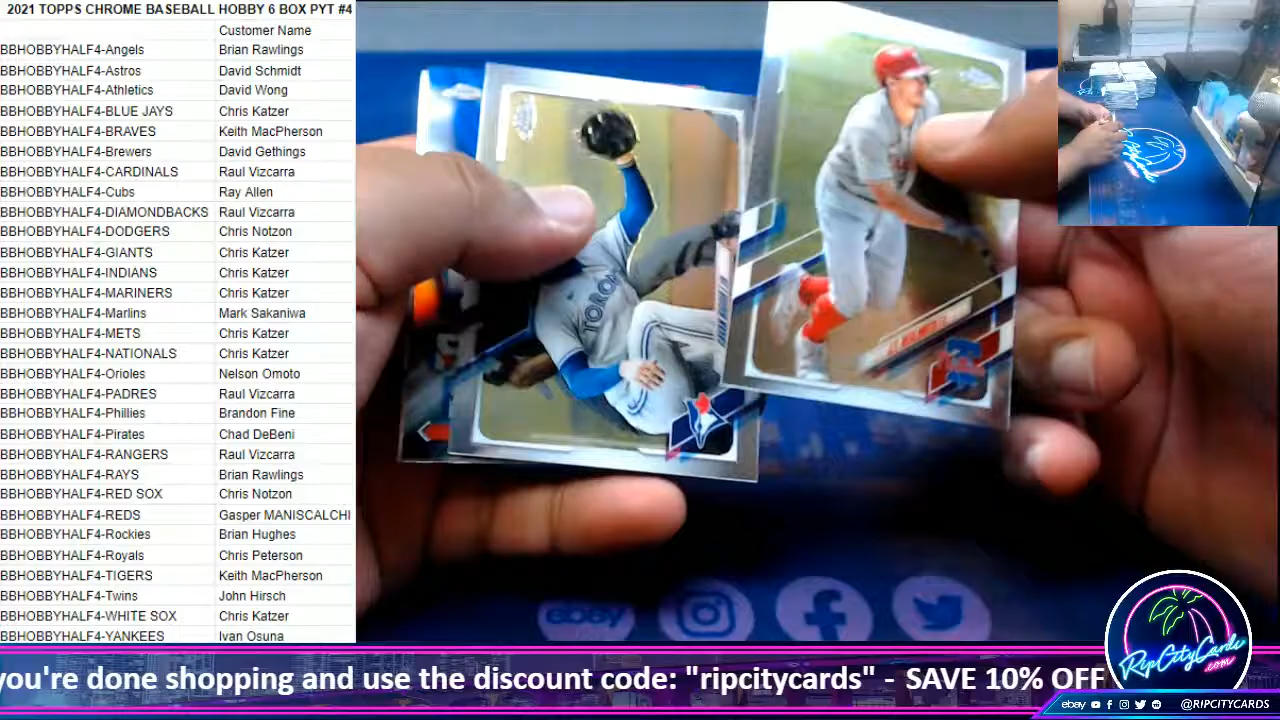 2021 TOPPS CHROME BASEBALL HOBBY 6 BOX PYT #4
Customer Name
BBHOBBYHALF4-Angels Brian Rawlings
BBHOBBYHALF4-Astros David Schmidt
BBHOBBYHALF4-Athletics David Wong
BBHOBBYHALF4-BLUE JAYS Chris Katzer
BBHOBBYHALF4-BRAVES Keith MacPherson
BBHOBBYHALF4-Brewers David Gethings
BBHOBBYHALF4-CARDINALS Raul Vizcarra
BBHOBBYHALF4-Cubs Ray Allen
BBHOBBYHALF4-DIAMONDBACKS Raul Vizcarra
BBHOBBYHALF4-DODGERS Chris Notzon
BBHOBBYHALF4-GIANTS Chris Katzer
BBHOBBYHALF4-INDIANS Chris Katzer
BBHOBBYHALF4-MARINERS Chris Katzer
BBHOBBYHALF4-Marlins Mark Sakaniwa
BBHOBBYHALF4-METS Chris Katzer
BBHOBBYHALF4-NATIONALS Chris Katzer
BBHOBBYHALF4-Orioles Nelson Omoto
BBHOBBYHALF4-PADRES Raul Vizcarra
BBHOBBYHALF4-Phillies Brandon Fine
BBHOBBYHALF4-Pirates Chad DeBeni
BBHOBBYHALF4-RANGERS Raul Vizcarra
BBHOBBYHALF4-RAYS Brian Rawlings
BBHOBBYHALF4-RED SOX Chris Notzon
BBHOBBYHALF4-REDS Gasper MANISCALCHI
BBHOBBYHALF4-Rockies Brian Hughes
BBHOBBYHALF4-Royals Chris Peterson
BBHOBBYHALF4-TIGERS Keith MacPherson
BBHOBBYHALF4-Twins John Hirsch
BBHOBBYHALF4-WHITE SOX Chris Katzer
BBHOBBYHALF4-YANKEES Ivan Osuna
TORON
ebay
RipCityCards
.com
you're done shopping and use the discount code: "ripcitycards" - SAVE 10% OFF
ebay @RIPCITYCARDS